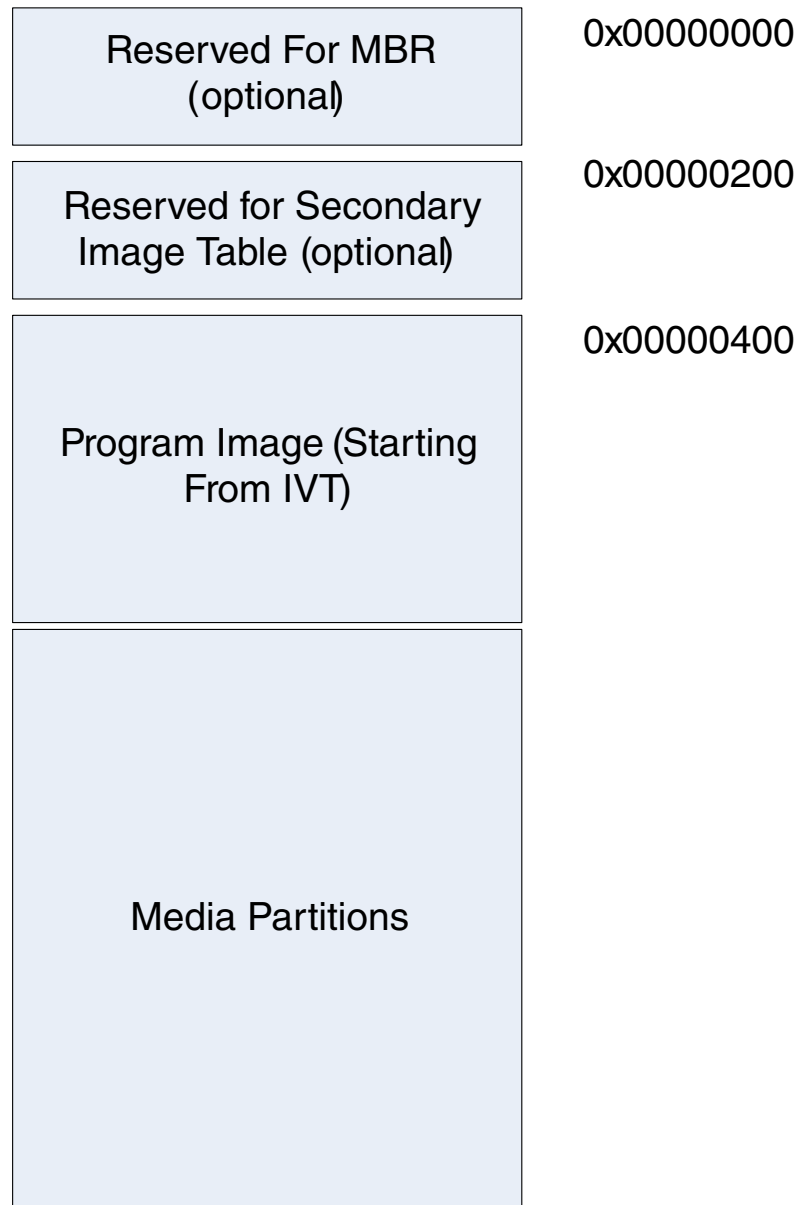 Reserved For MBR
(optional)
0x00000000
Reserved for Secondary
Image Table (optional)
0x00000200
Program Image (Starting
From IVT)
0x00000400
Media Partitions